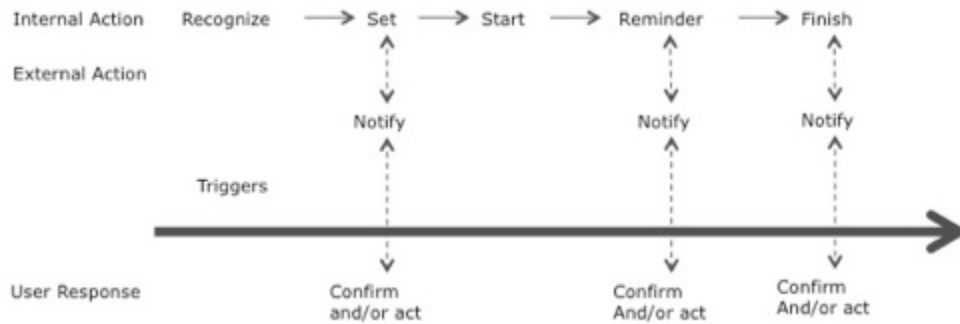 Internal Action Recognize Set Start Reminder Finish
External Action
Notify Notify Notify
Triggers
User Response Confirm and/or act Confirm And/or act Confirm And/or act